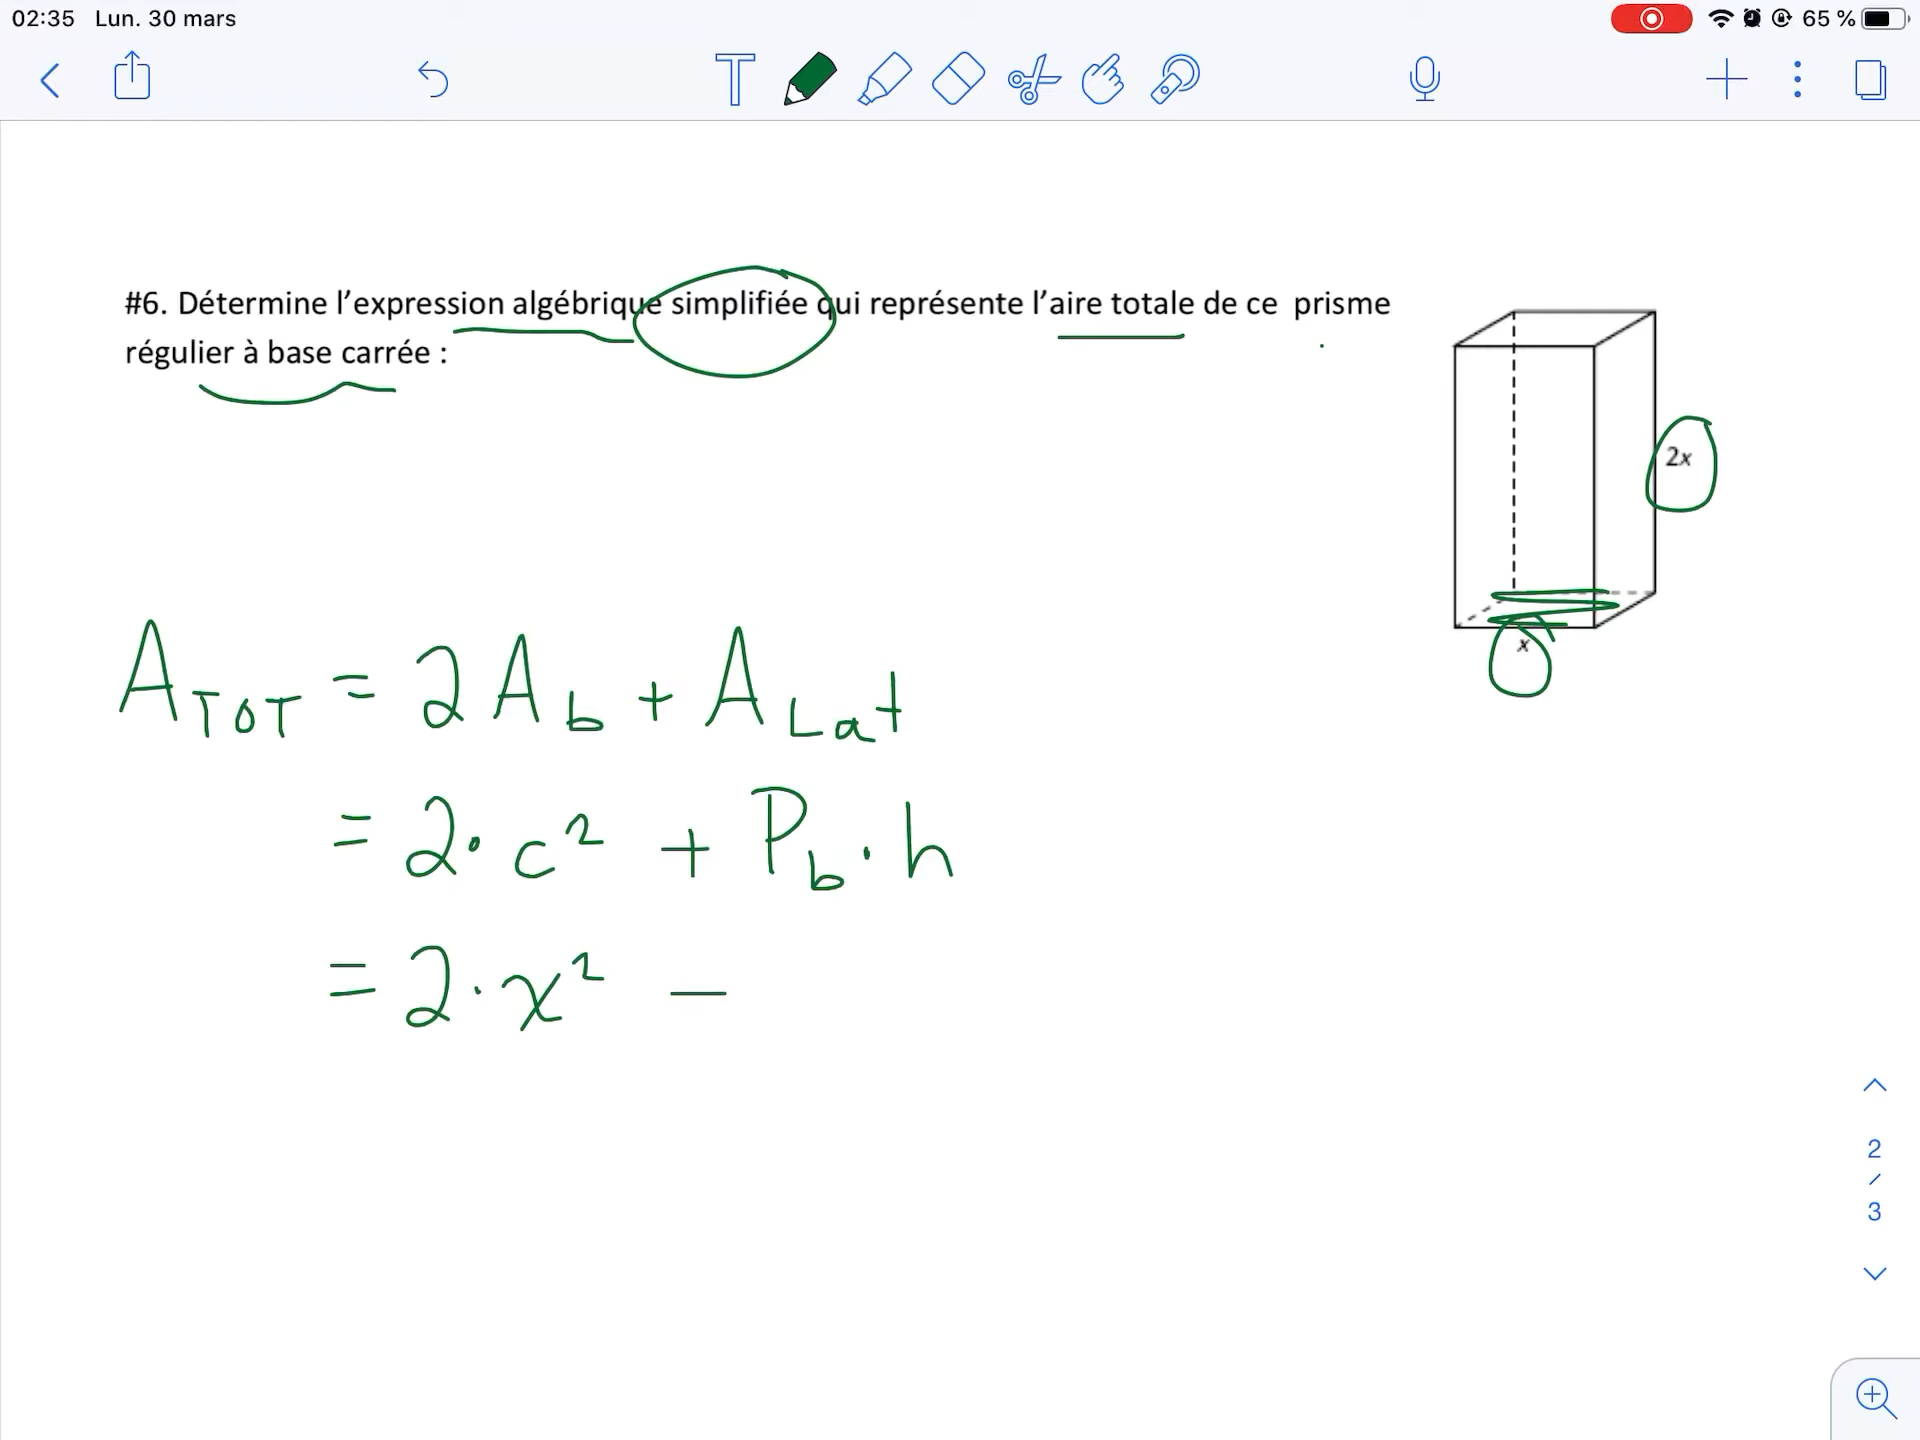 02:35 Lun. 30 mars 65 %
#6. Détermine l’expression algébrique simplifiée qui représente l’aire totale de ce prisme
régulier à base carrée :
2x
x
A_TOT = 2A_b + A_Lat
= 2·c² + P_b·h
= 2·x² −
2
/
3